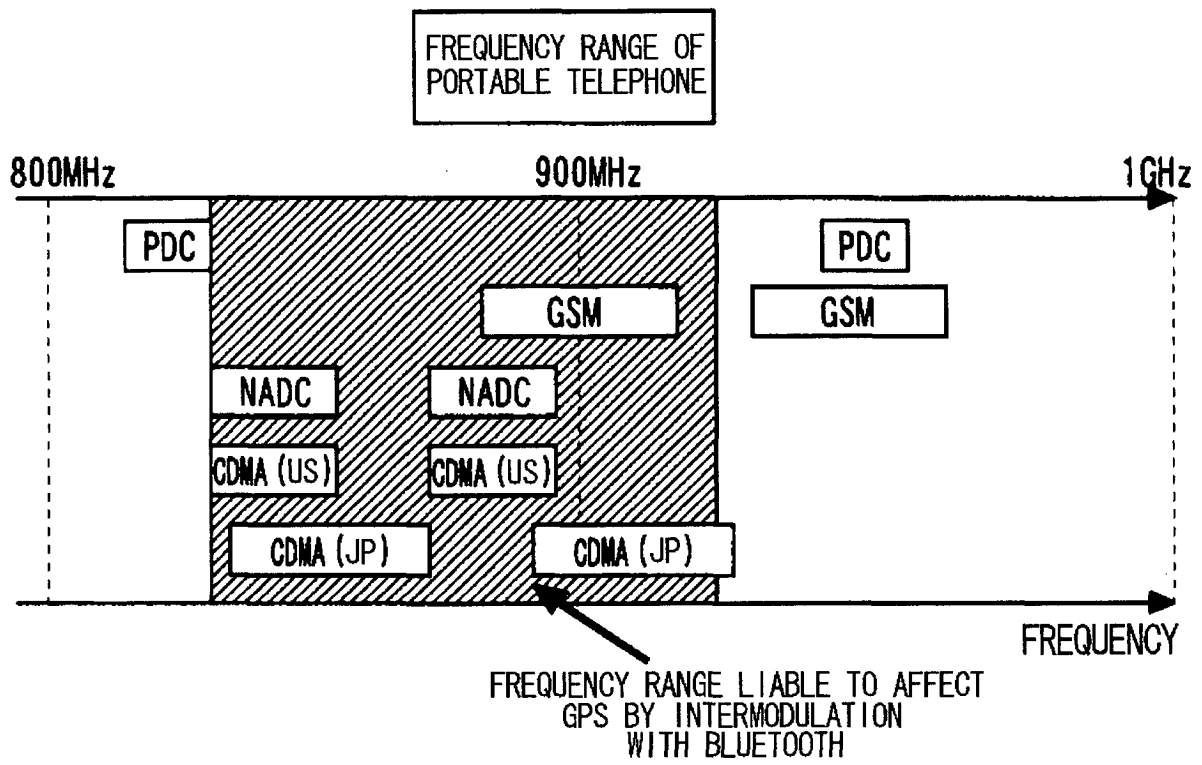 FREQUENCY RANGE OF
PORTABLE TELEPHONE
800MHz 900MHz 1GHz
PDC PDC
GSM GSM
NADC NADC
CDMA (US) CDMA (US)
CDMA (JP) CDMA (JP)
FREQUENCY
FREQUENCY RANGE LIABLE TO AFFECT
GPS BY INTERMODULATION
WITH BLUETOOTH